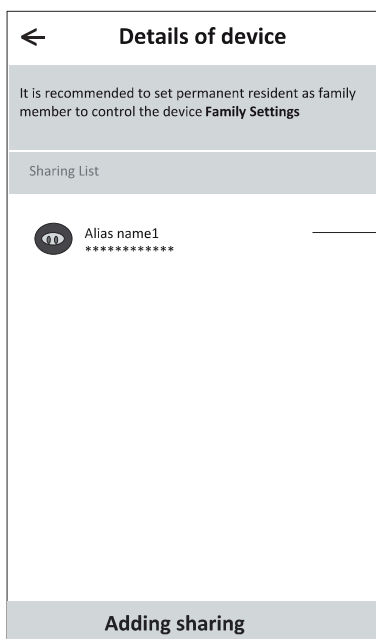 Details of device
It is recommended to set permanent resident as family
member to control the device Family Settings
Sharing List
Alias name1
************
Adding sharing